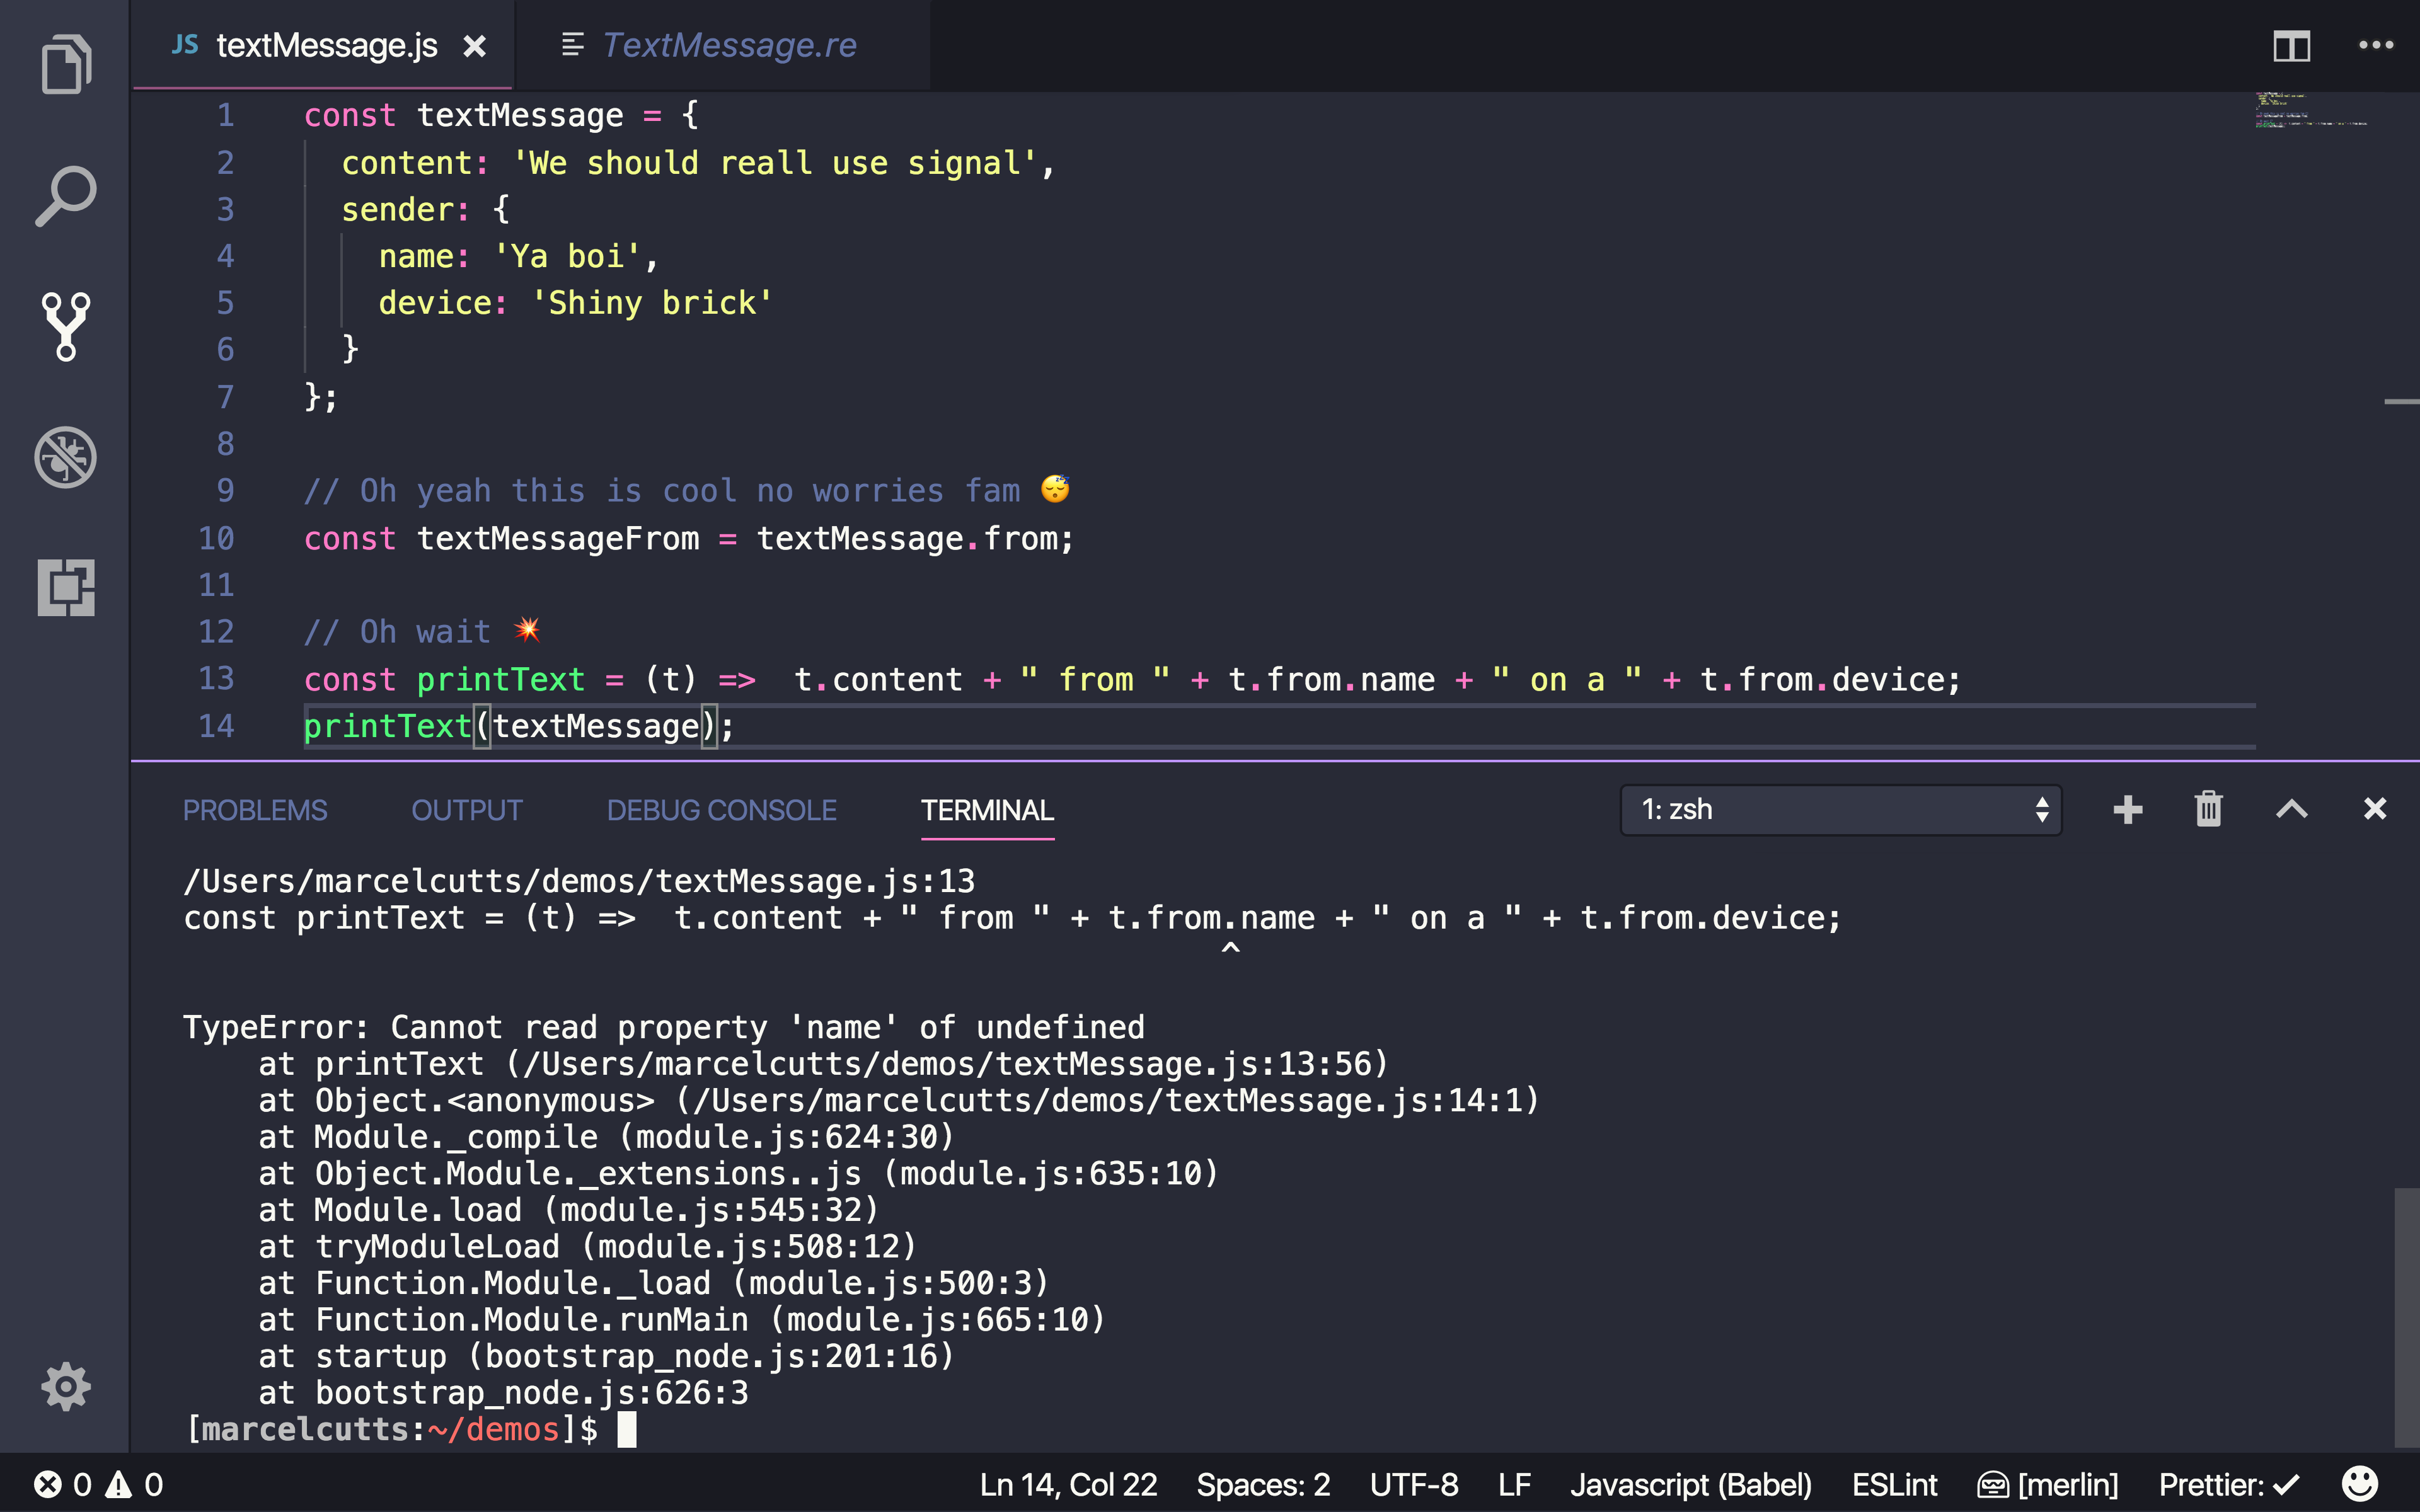 JS textMessage.js TextMessage.re
1 const textMessage = {
2 content: 'We should reall use signal',
3 sender: {
4 name: 'Ya boi',
5 device: 'Shiny brick'
6 }
7 };
8
9 // Oh yeah this is cool no worries fam 😴
10 const textMessageFrom = textMessage.from;
11
12 // Oh wait 💥
13 const printText = (t) =>  t.content + " from " + t.from.name + " on a " + t.from.device;
14 printText(textMessage);
PROBLEMS OUTPUT DEBUG CONSOLE TERMINAL 1: zsh
/Users/marcelcutts/demos/textMessage.js:13
const printText = (t) =>  t.content + " from " + t.from.name + " on a " + t.from.device;
^
TypeError: Cannot read property 'name' of undefined
at printText (/Users/marcelcutts/demos/textMessage.js:13:56)
at Object.<anonymous> (/Users/marcelcutts/demos/textMessage.js:14:1)
at Module._compile (module.js:624:30)
at Object.Module._extensions..js (module.js:635:10)
at Module.load (module.js:545:32)
at tryModuleLoad (module.js:508:12)
at Function.Module._load (module.js:500:3)
at Function.Module.runMain (module.js:665:10)
at startup (bootstrap_node.js:201:16)
at bootstrap_node.js:626:3
[marcelcutts:~/demos]$
0 0 Ln 14, Col 22 Spaces: 2 UTF-8 LF Javascript (Babel) ESLint [merlin] Prettier: ✓